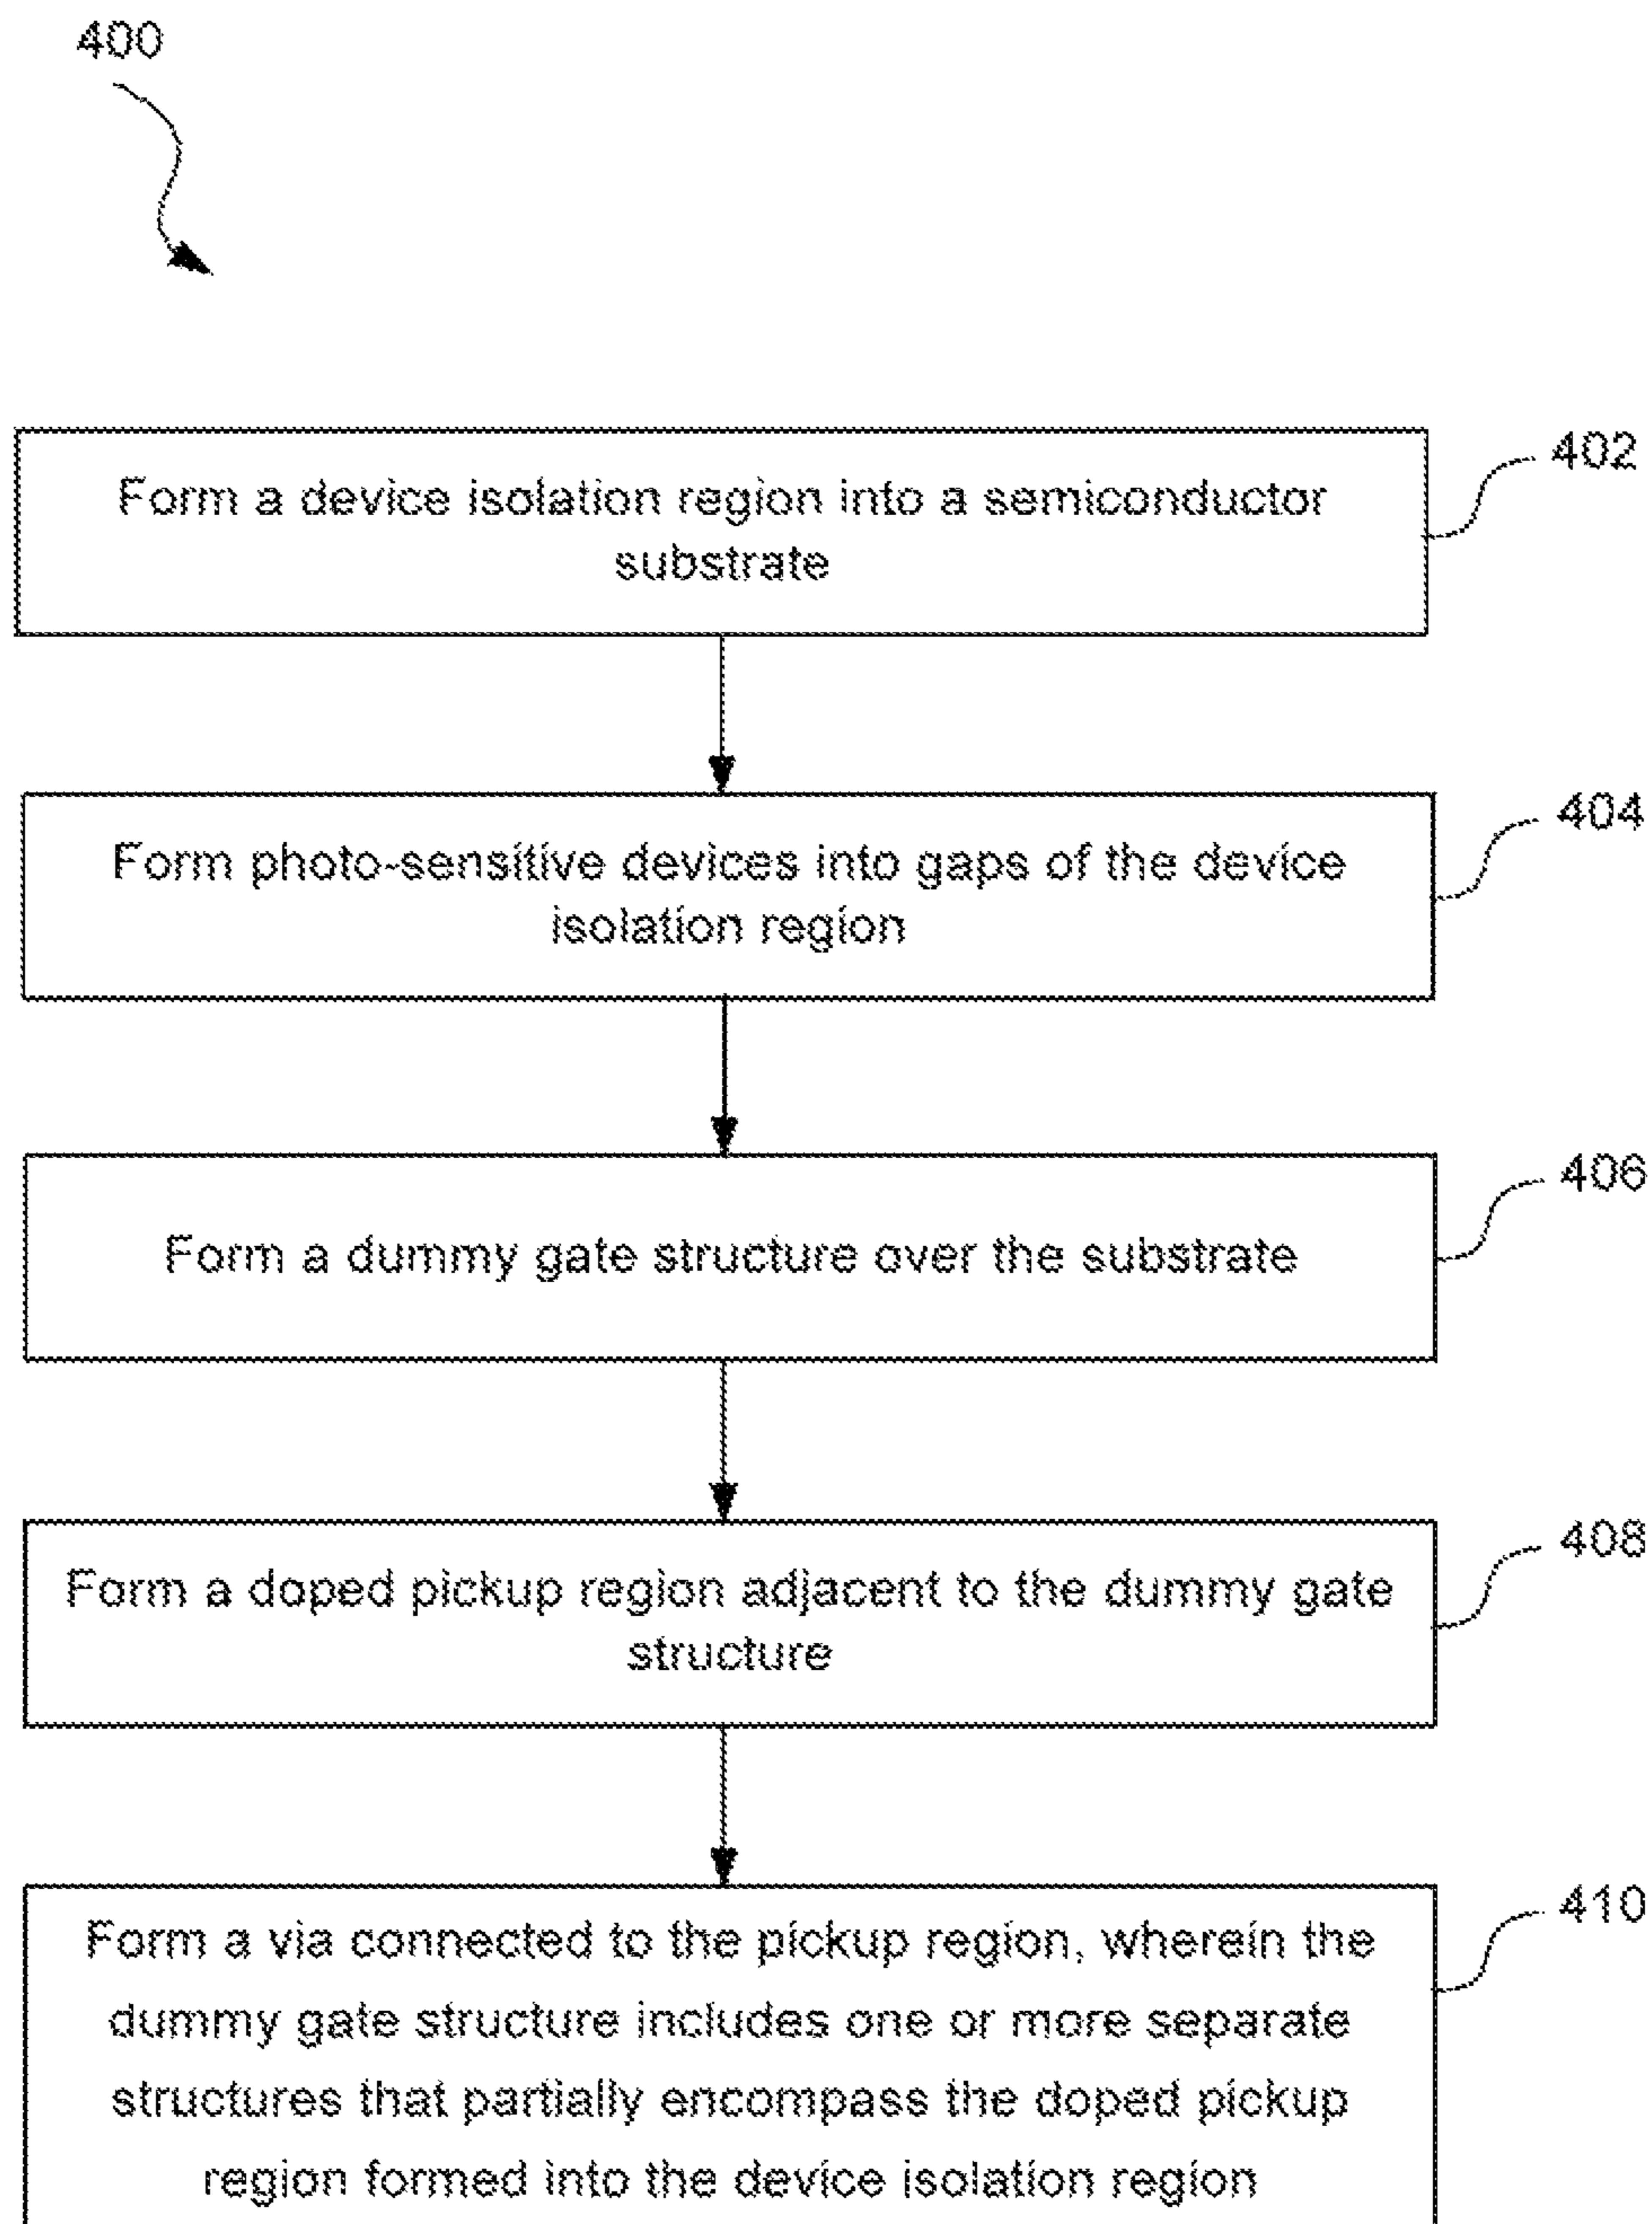 400
Form a device isolation region into a semiconductor
substrate
402
Form photo-sensitive devices into gaps of the device
isolation region
404
Form a dummy gate structure over the substrate
406
Form a doped pickup region adjacent to the dummy gate
structure
408
Form a via connected to the pickup region, wherein the
dummy gate structure includes one or more separate
structures that partially encompass the doped pickup
region formed into the device isolation region
410